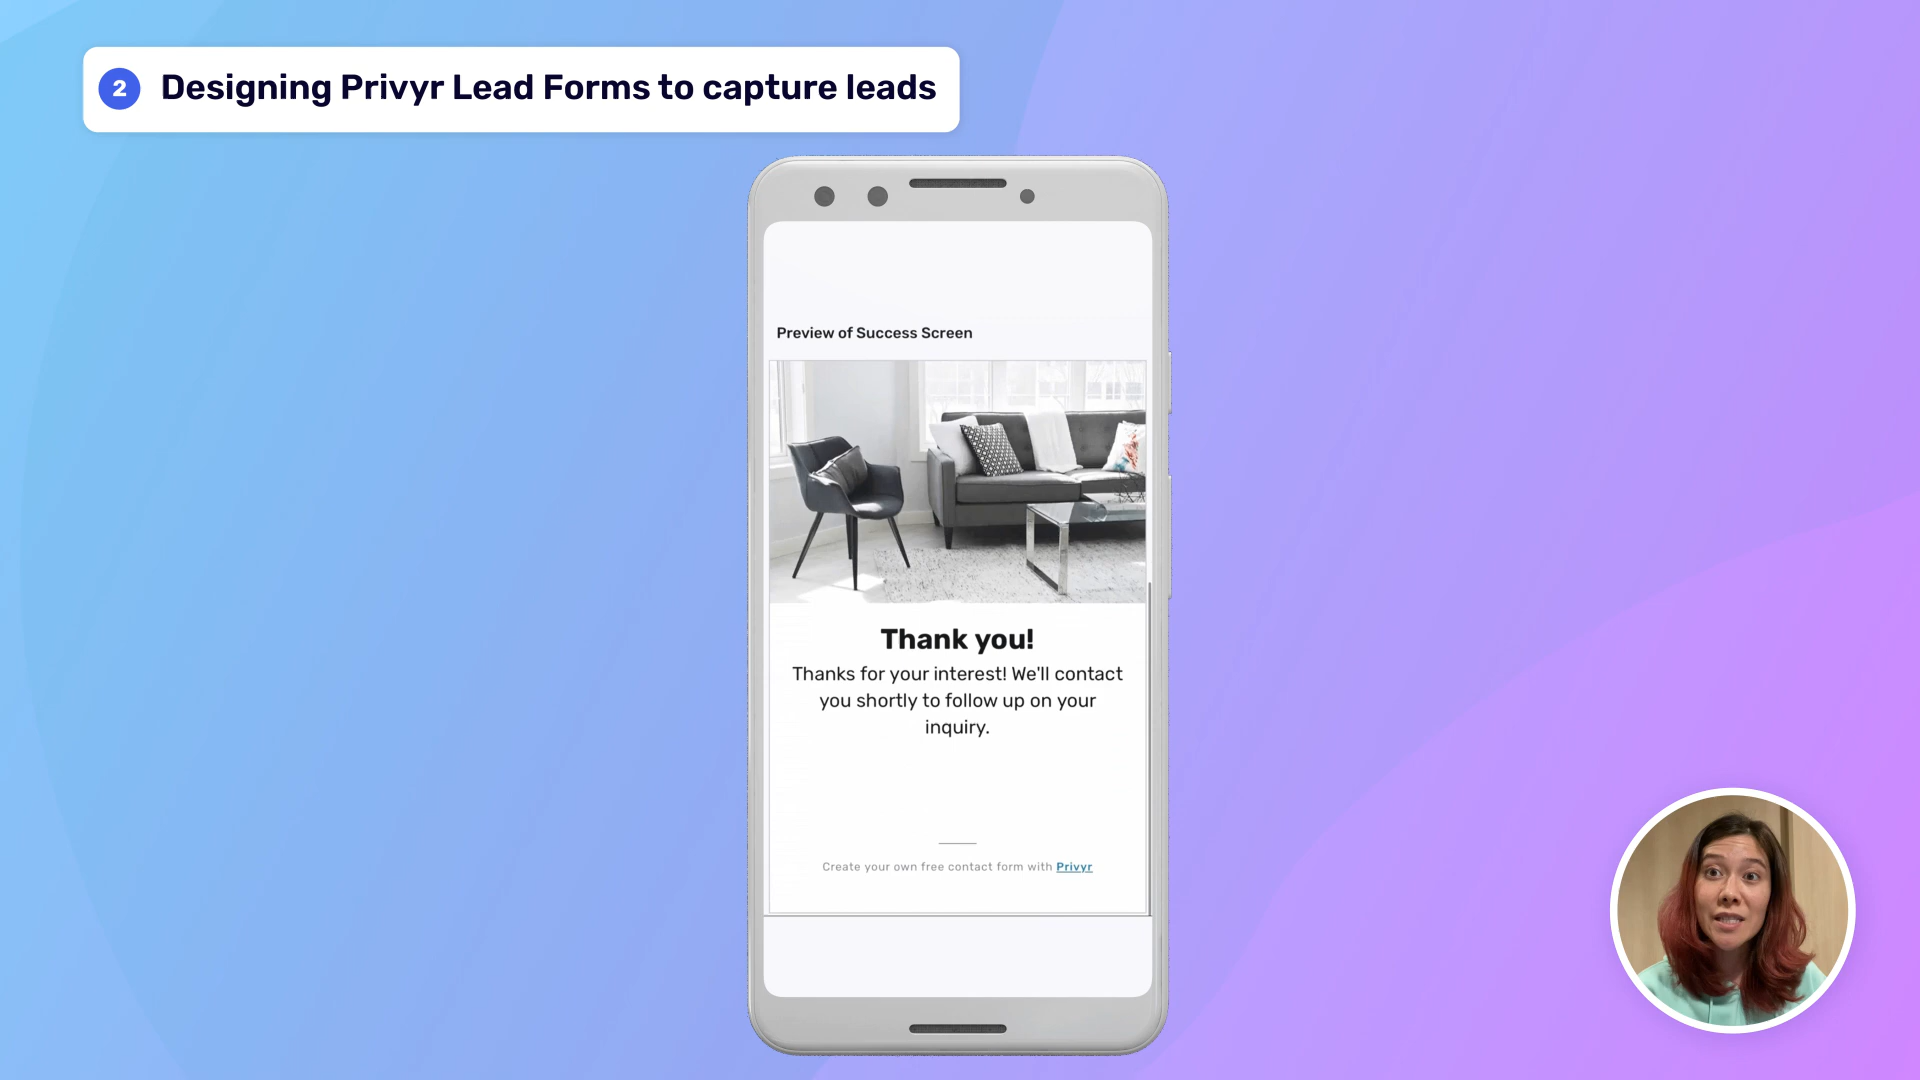 2 Designing Privyr Lead Forms to capture leads
Preview of Success Screen
Thank you!
Thanks for your interest! We'll contact
you shortly to follow up on your
inquiry.
Create your own free contact form with Privyr